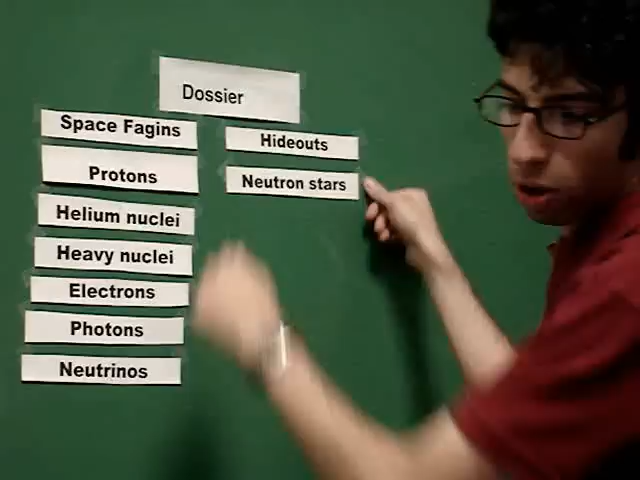 Dossier
Space Fagins
Protons
Helium nuclei
Heavy nuclei
Electrons
Photons
Neutrinos
Hideouts
Neutron stars